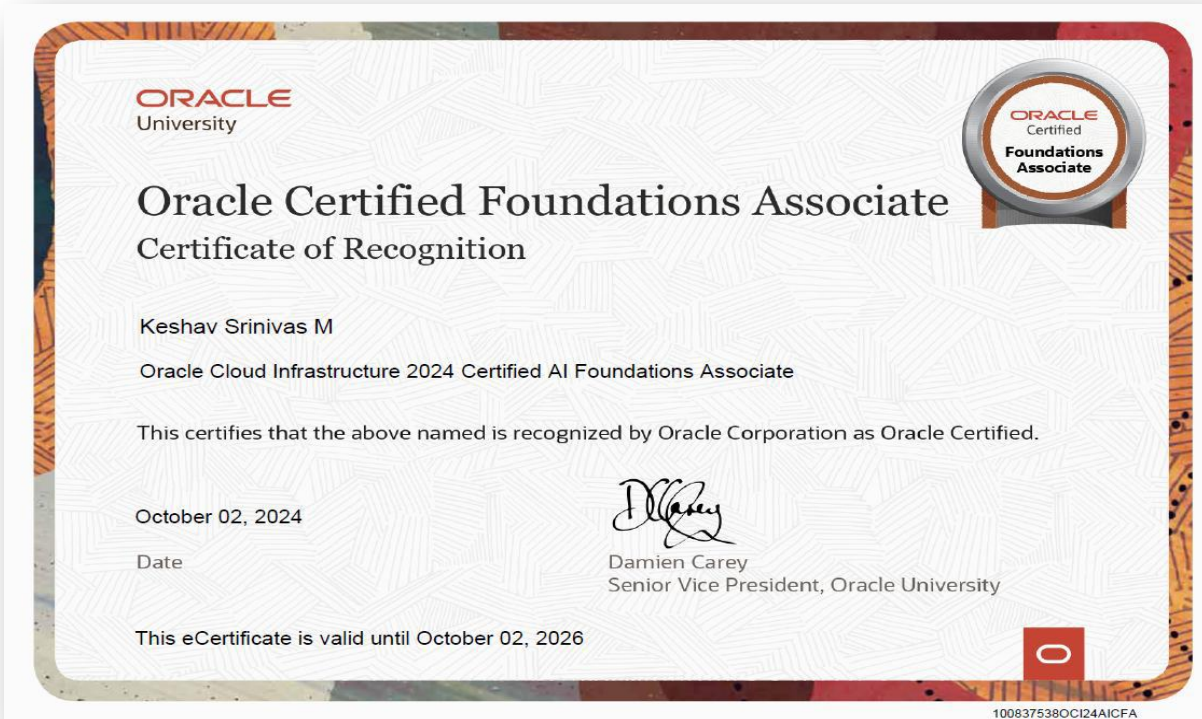 ORACLE
University
ORACLE
Certified
Foundations
Associate
Oracle Certified Foundations Associate
Certificate of Recognition
Keshav Srinivas M
Oracle Cloud Infrastructure 2024 Certified AI Foundations Associate
This certifies that the above named is recognized by Oracle Corporation as Oracle Certified.
October 02, 2024
Date
DCCarey
Damien Carey
Senior Vice President, Oracle University
This eCertificate is valid until October 02, 2026
100837538OCI24AICFA